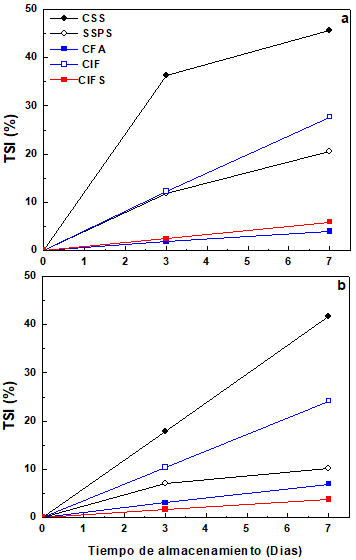 50
40
30
20
10
0
TSI (%)
CSS
SSPS
CFA
CIF
CIFS
a
0 1 2 3 4 5 6 7
50
40
30
20
10
0
TSI (%)
b
0 1 2 3 4 5 6 7
Tiempo de almacenamiento (Dias)